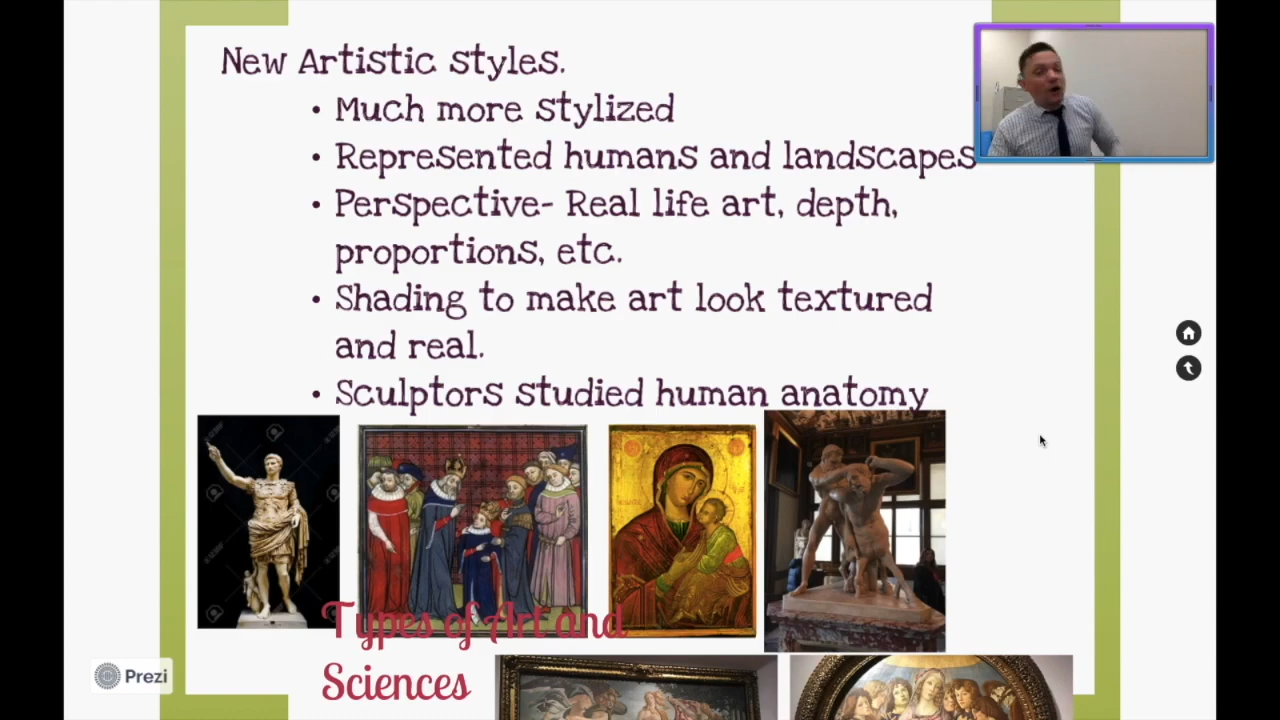 New Artistic styles.
• Much more stylized
• Represented humans and landscapes
• Perspective- Real life art, depth,
proportions, etc.
• Shading to make art look textured
and real.
• Sculptors studied human anatomy
Types of Art and
Sciences
Prezi